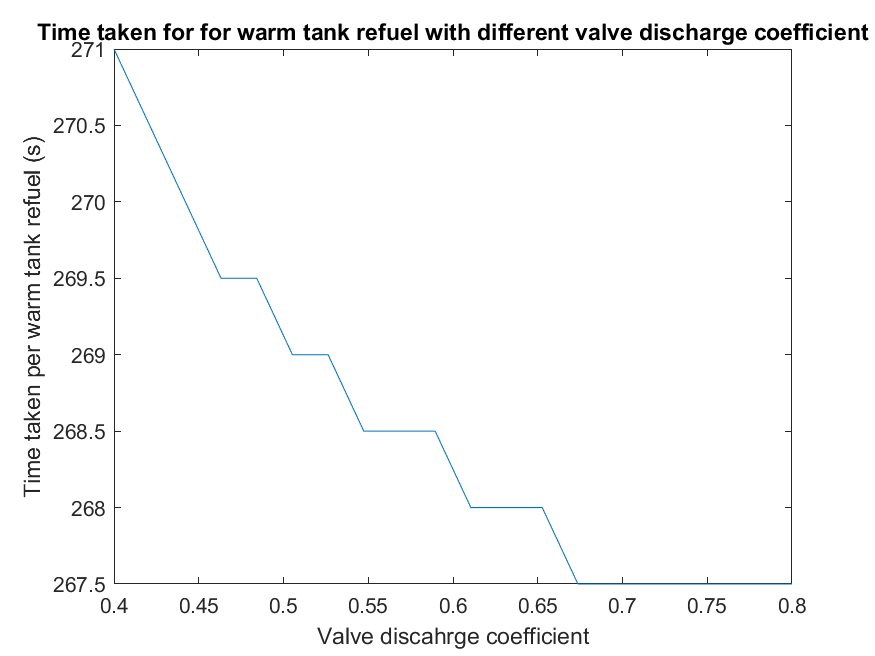 Time taken for for warm tank refuel with different valve discharge coefficient
271
270.5
270
269.5
269
268.5
268
267.5
Time taken per warm tank refuel (s)
0.4 0.45 0.5 0.55 0.6 0.65 0.7 0.75 0.8
Valve discahrge coefficient